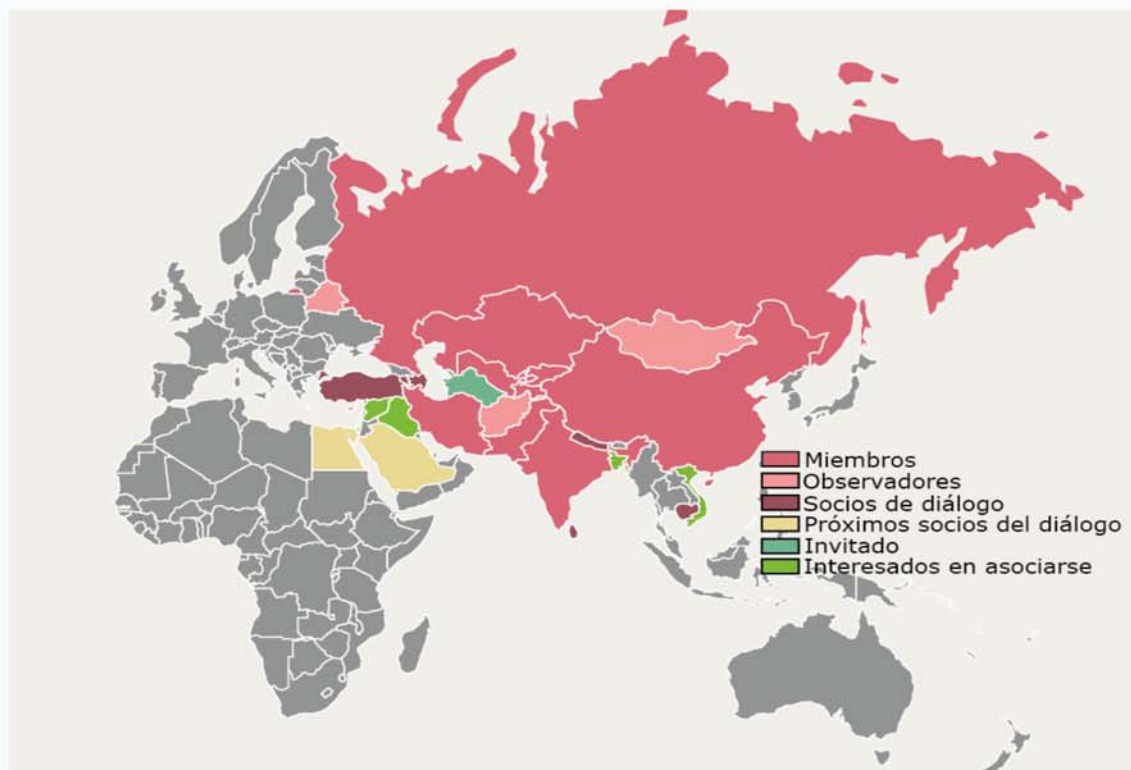 Miembros
Observadores
Socios de diálogo
Próximos socios del diálogo
Invitado
Interesados en asociarse